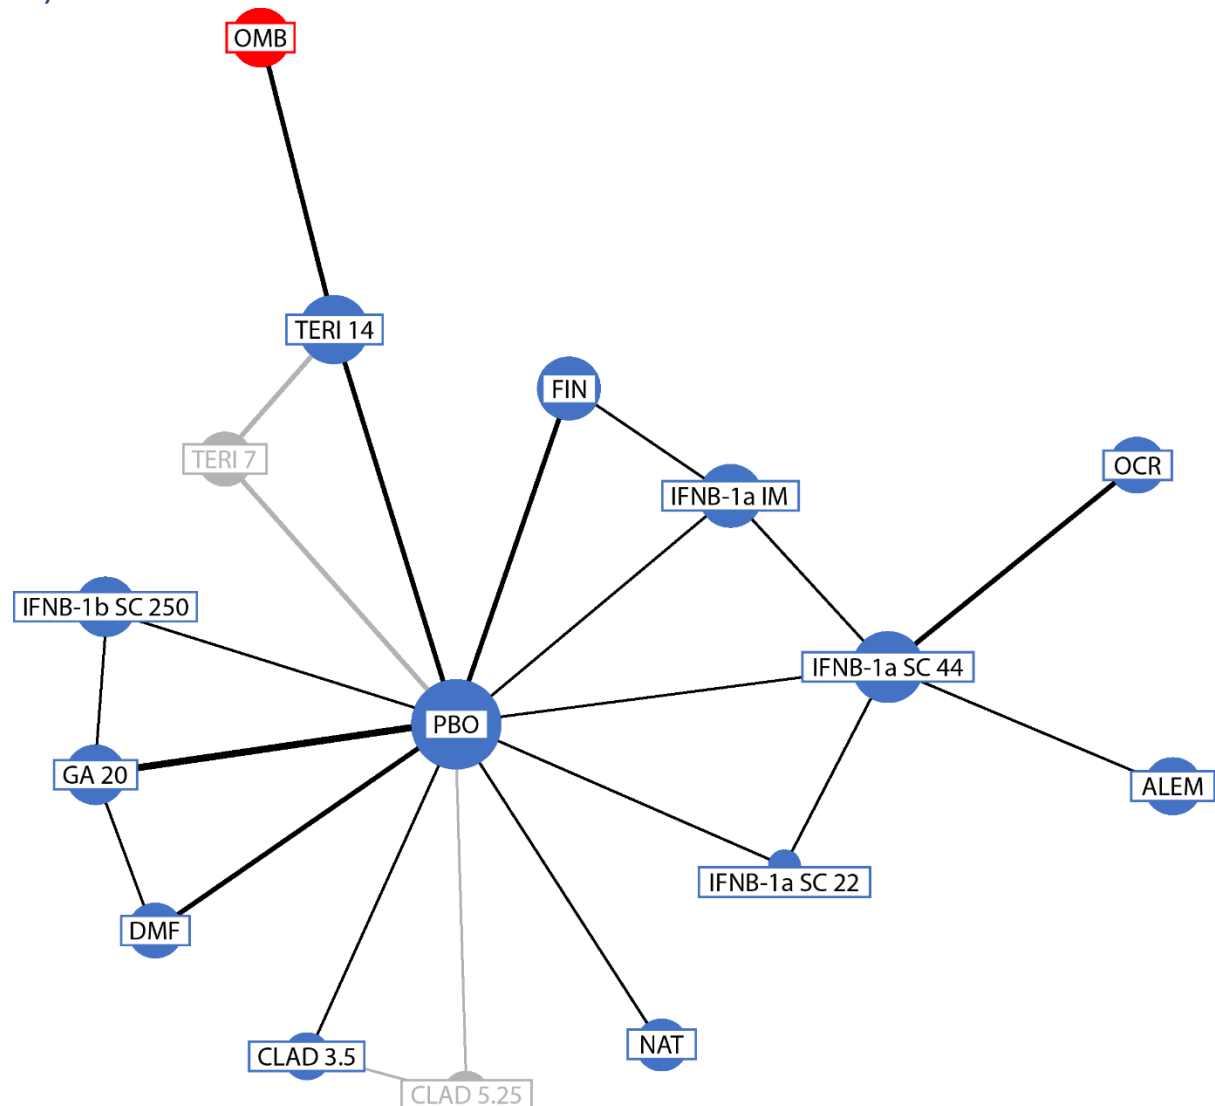 OMB
TERI 14
FIN
TERI 7
OCR
IFNB-1a IM
IFNB-1b SC 250
IFNB-1a SC 44
PBO
GA 20
ALEM
IFNB-1a SC 22
DMF
NAT
CLAD 3.5
CLAD 5.25